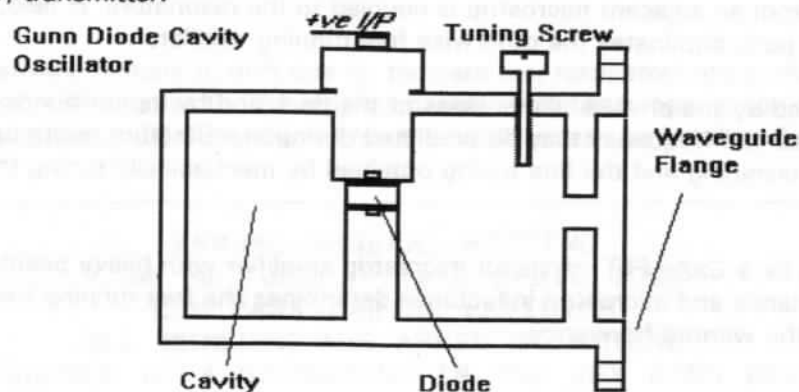 +ve I/P
Gunn Diode Cavity
Oscillator
Tuning Screw
Waveguide
Flange
Cavity
Diode